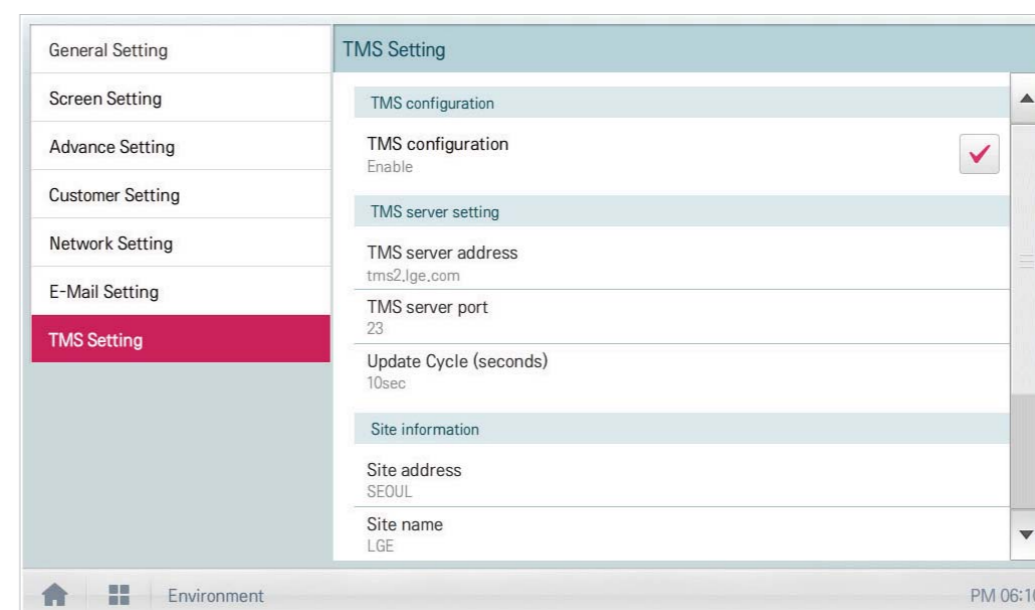 General Setting
Screen Setting
Advance Setting
Customer Setting
Network Setting
E-Mail Setting
TMS Setting
TMS Setting
TMS configuration
TMS configuration
Enable
TMS server setting
TMS server address
tms2.lge.com
TMS server port
23
Update Cycle (seconds)
10sec
Site information
Site address
SEOUL
Site name
LGE
Environment
PM